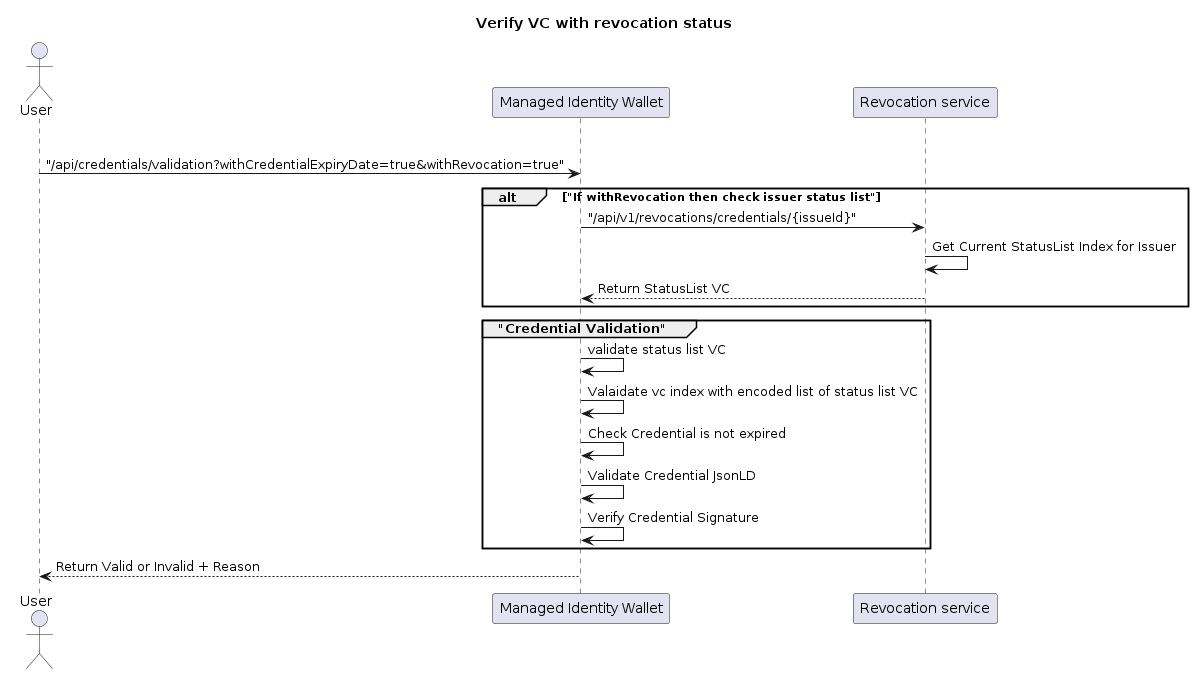 Verify VC with revocation status
User
Managed Identity Wallet
Revocation service
"/api/credentials/validation?withCredentialExpiryDate=true&withRevocation=true"
alt
["If withRevocation then check issuer status list"]
"/api/v1/revocations/credentials/{issueId}"
Get Current StatusList Index for Issuer
Return StatusList VC
"Credential Validation"
validate status list VC
Valaidate vc index with encoded list of status list VC
Check Credential is not expired
Validate Credential JsonLD
Verify Credential Signature
Return Valid or Invalid + Reason
User
Managed Identity Wallet
Revocation service